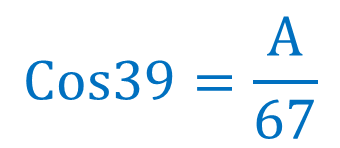 Cos39 = A/67